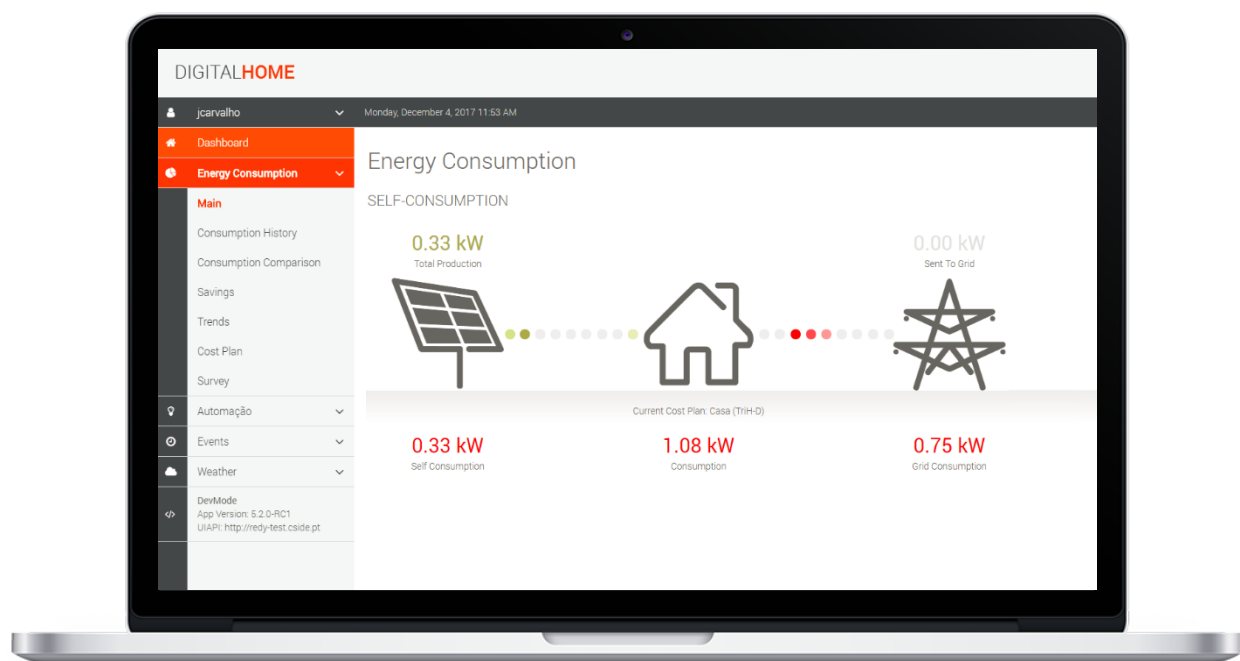 DIGITALHOME
jcarvalho
Monday, December 4, 2017 11:53 AM
Dashboard
Energy Consumption
Main
Consumption History
Consumption Comparison
Savings
Trends
Cost Plan
Survey
Automação
Events
Weather
DevMode
App Version: 5.2.0-RC1
UIAPI: http://redy-test.cside.pt
Energy Consumption
SELF-CONSUMPTION
0.33 kW
Total Production
0.00 kW
Sent To Grid
Current Cost Plan: Casa (TriH-D)
0.33 kW
Self Consumption
1.08 kW
Consumption
0.75 kW
Grid Consumption